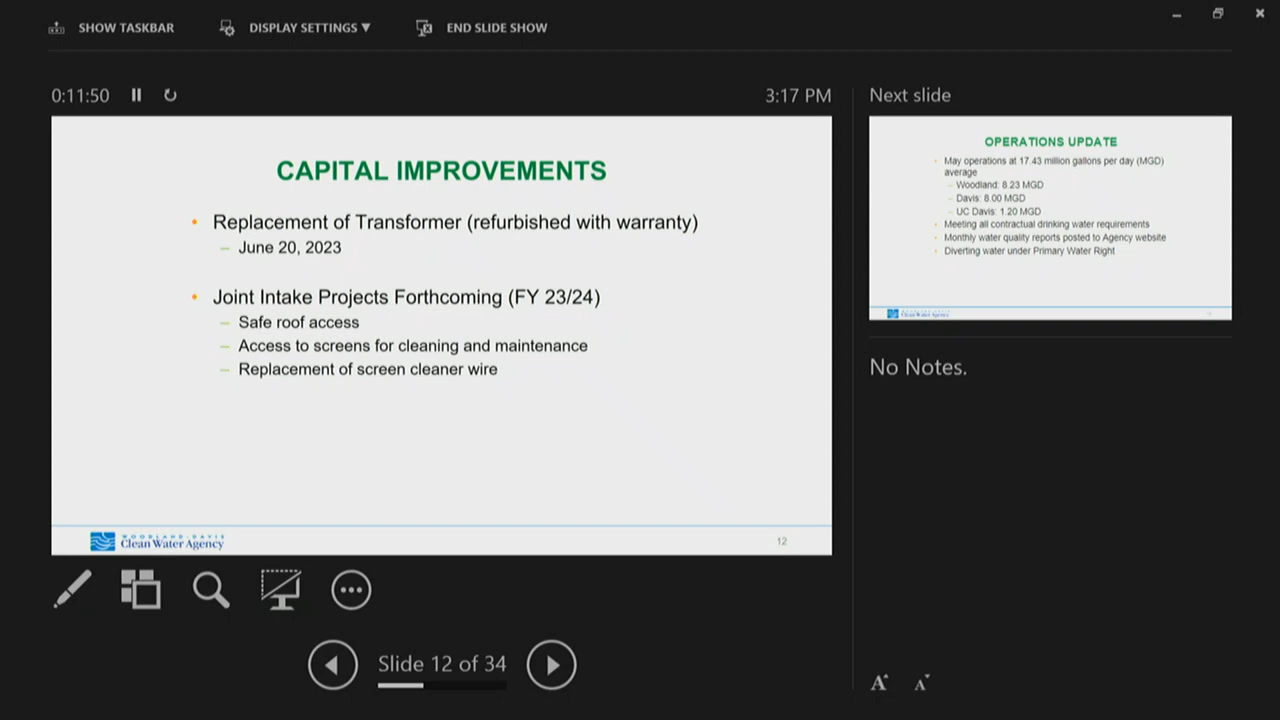 SHOW TASKBAR
DISPLAY SETTINGS ▼
END SLIDE SHOW
0:11:50
3:17 PM
CAPITAL IMPROVEMENTS
• Replacement of Transformer (refurbished with warranty)
– June 20, 2023
• Joint Intake Projects Forthcoming (FY 23/24)
– Safe roof access
– Access to screens for cleaning and maintenance
– Replacement of screen cleaner wire
WOODLAND-DAVIS
Clean Water Agency
12
Next slide
OPERATIONS UPDATE
• May operations at 17.43 million gallons per day (MGD)
average
– Woodland: 8.23 MGD
– Davis: 8.00 MGD
– UC Davis: 1.20 MGD
• Meeting all contractual drinking water requirements
• Monthly water quality reports posted to Agency website
• Diverting water under Primary Water Right
Clean Water Agency
No Notes.
Slide 12 of 34
A A